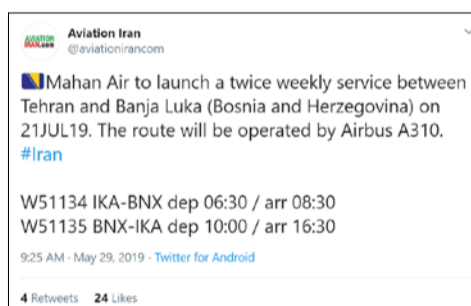 AVIATION
IRAN.com
Aviation Iran
@aviationirancom
Mahan Air to launch a twice weekly service between
Tehran and Banja Luka (Bosnia and Herzegovina) on
21JUL19. The route will be operated by Airbus A310.
#Iran
W51134 IKA-BNX dep 06:30 / arr 08:30
W51135 BNX-IKA dep 10:00 / arr 16:30
9:25 AM · May 29, 2019 · Twitter for Android
4 Retweets 24 Likes